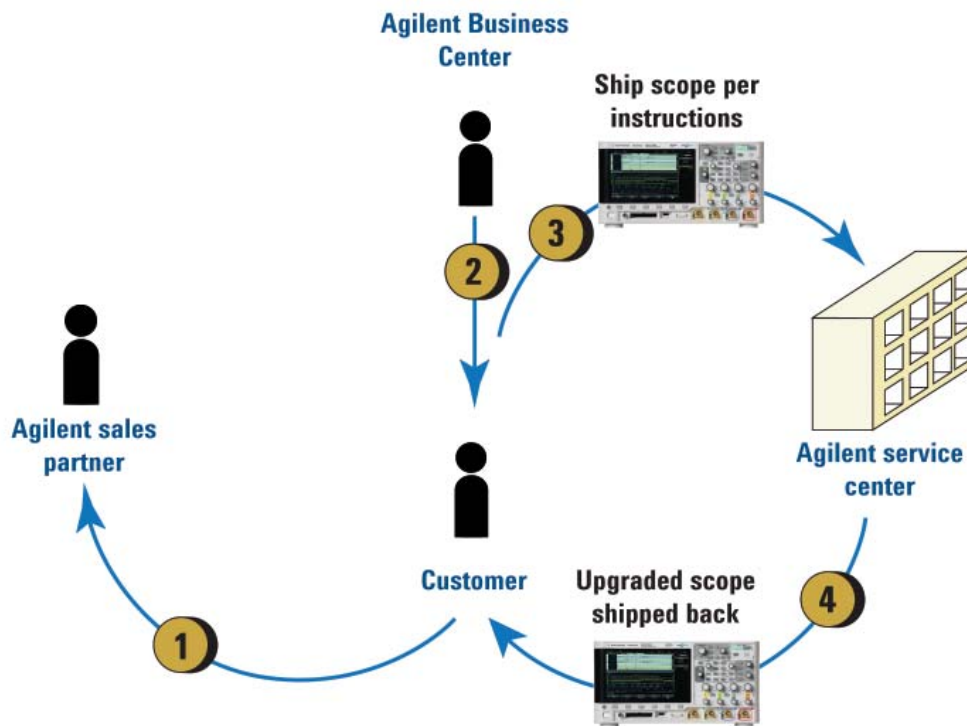 Agilent Business
Center
Ship scope per
instructions
3
2
Agilent sales
partner
Agilent service
center
Customer
Upgraded scope
shipped back
4
1